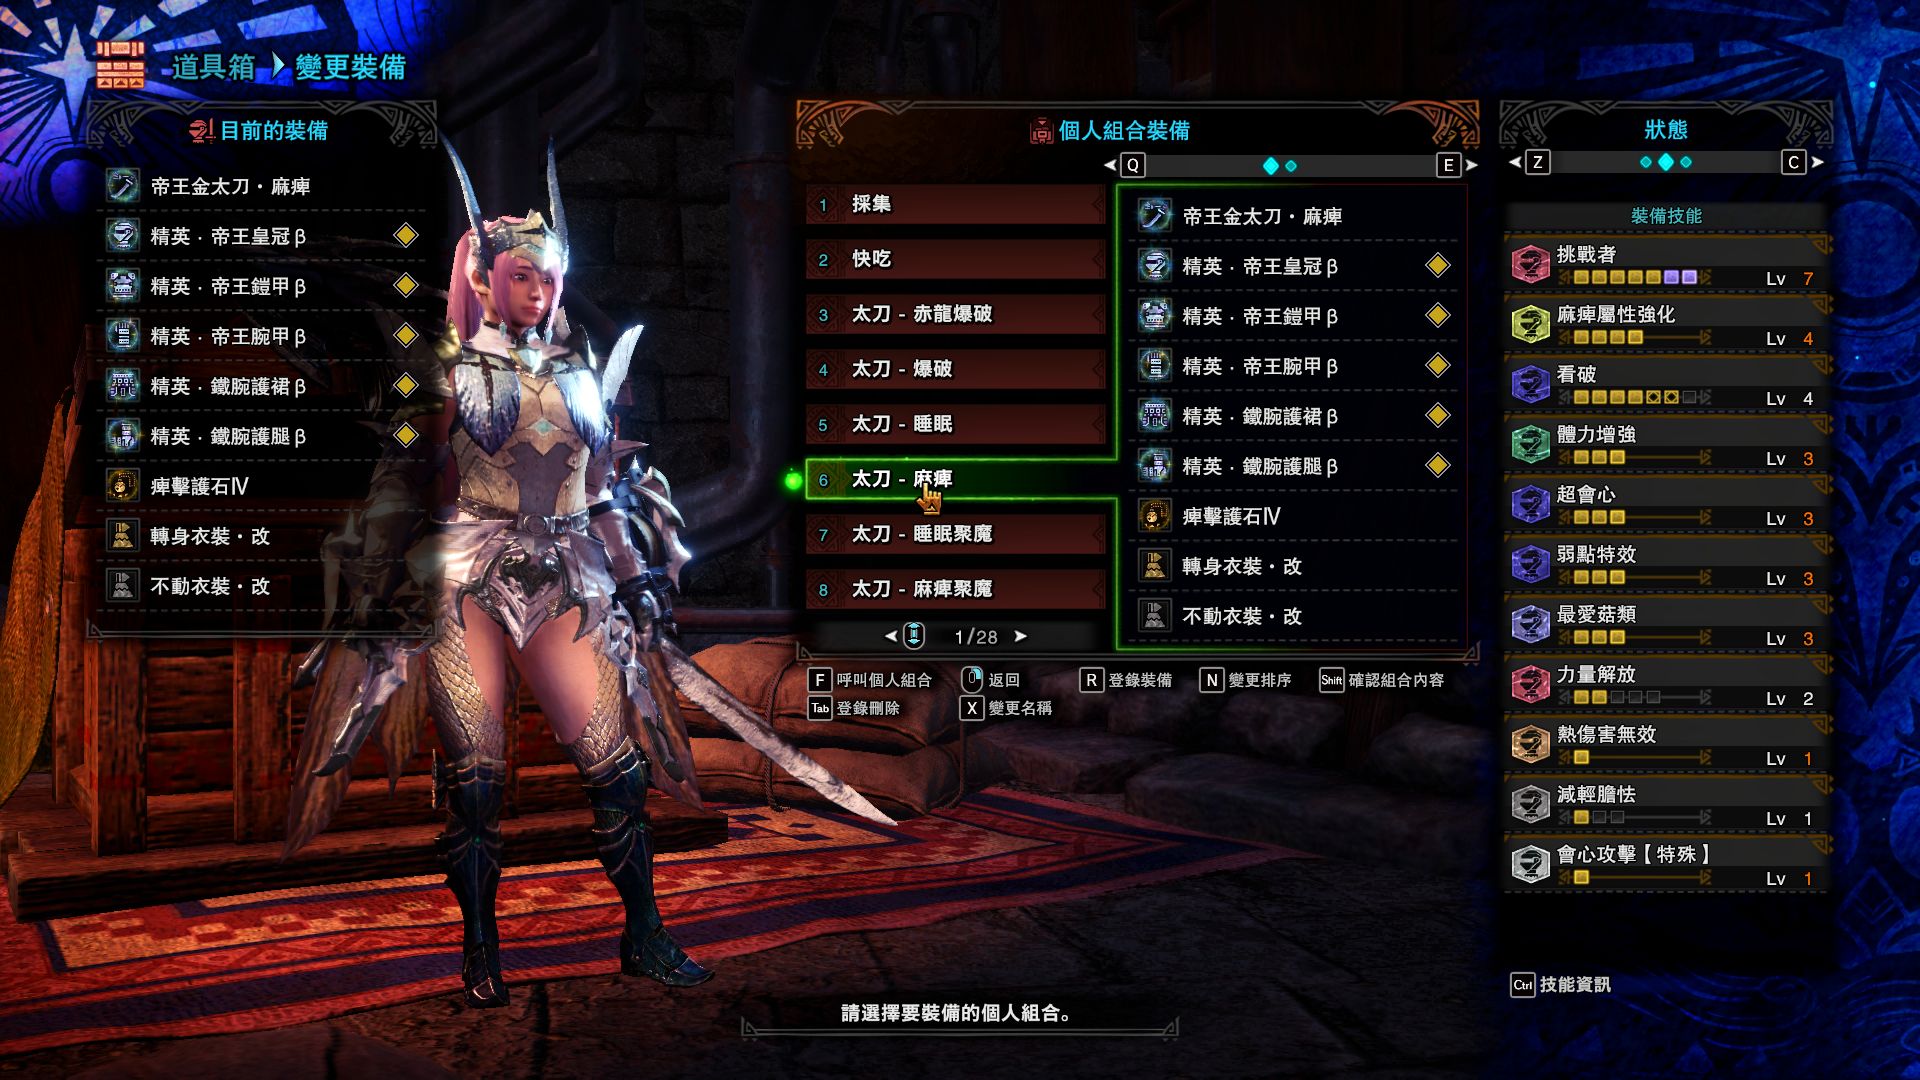 道具箱 變更裝備
目前的裝備
帝王金太刀・麻痺
精英・帝王皇冠β
精英・帝王鎧甲β
精英・帝王腕甲β
精英・鐵腕護裙β
精英・鐵腕護腿β
痺擊護石Ⅳ
轉身衣裝・改
不動衣裝・改
個人組合裝備
Q E
1 採集
2 快吃
3 太刀 - 赤龍爆破
4 太刀 - 爆破
5 太刀 - 睡眠
6 太刀 - 麻痺
7 太刀 - 睡眠聚魔
8 太刀 - 麻痺聚魔
1/28
帝王金太刀・麻痺
精英・帝王皇冠β
精英・帝王鎧甲β
精英・帝王腕甲β
精英・鐵腕護裙β
精英・鐵腕護腿β
痺擊護石Ⅳ
轉身衣裝・改
不動衣裝・改
F 呼叫個人組合 返回 R 登錄裝備 N 變更排序 Shift 確認組合內容
Tab 登錄刪除 X 變更名稱
狀態
Z C
裝備技能
挑戰者
Lv 7
麻痺屬性強化
Lv 4
看破
Lv 4
體力增強
Lv 3
超會心
Lv 3
弱點特效
Lv 3
最愛菇類
Lv 3
力量解放
Lv 2
熱傷害無效
Lv 1
減輕膽怯
Lv 1
會心攻擊【特殊】
Lv 1
Ctrl 技能資訊
請選擇要裝備的個人組合。